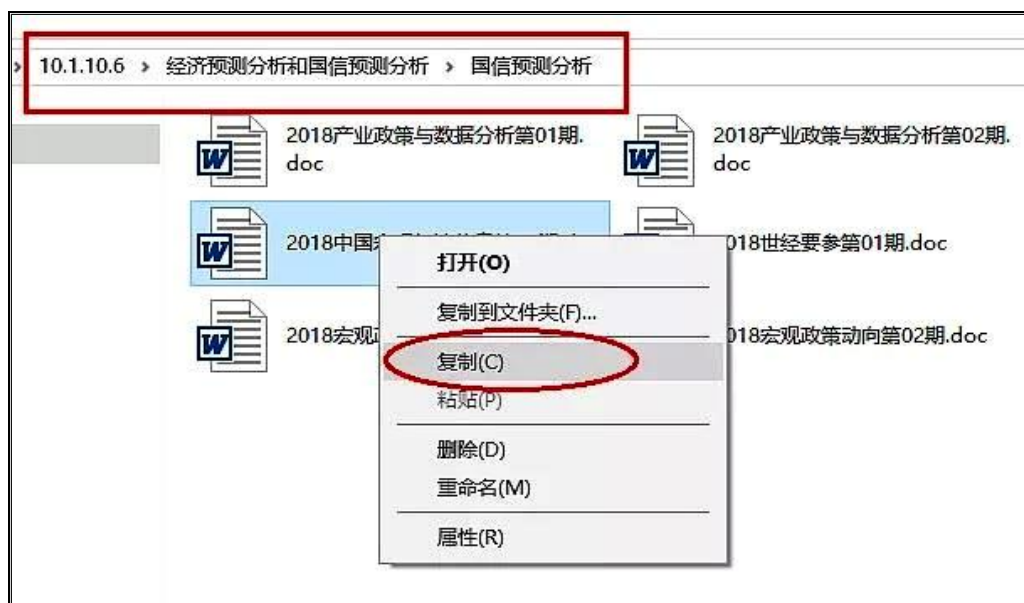 10.1.10.6 › 经济预测分析和国信预测分析 › 国信预测分析
2018产业政策与数据分析第01期.
doc
2018产业政策与数据分析第02期.
doc
2018中国
018世经要参第01期.doc
2018宏观
018宏观政策动向第02期.doc
打开(O)
复制到文件夹(F)...
复制(C)
粘贴(P)
删除(D)
重命名(M)
属性(R)